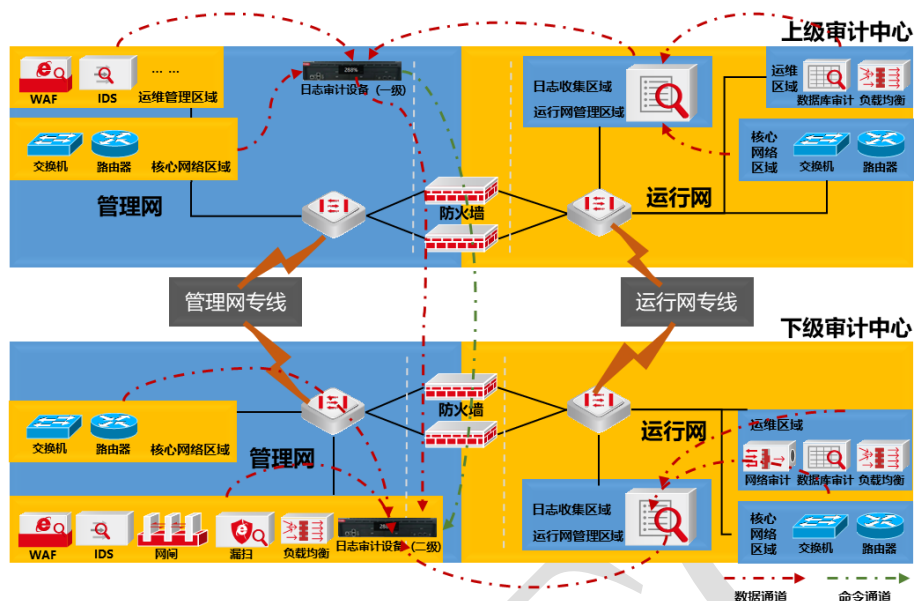 上级审计中心
WAF
IDS
... ...
运维管理区域
日志审计设备（一级）
日志收集区域
运行网管理区域
运维
区域
数据库审计
负载均衡
交换机
路由器
核心网络区域
核心
网络
区域
交换机
路由器
管理网
防火墙
运行网
管理网专线
运行网专线
下级审计中心
交换机
路由器
核心网络区域
管理网
防火墙
运行网
运维区域
网络审计
数据库审计
负载均衡
日志收集区域
运行网管理区域
WAF
IDS
网闸
漏扫
负载均衡
日志审计设备（二级）
核心
网络
区域
交换机
路由器
数据通道
命令通道